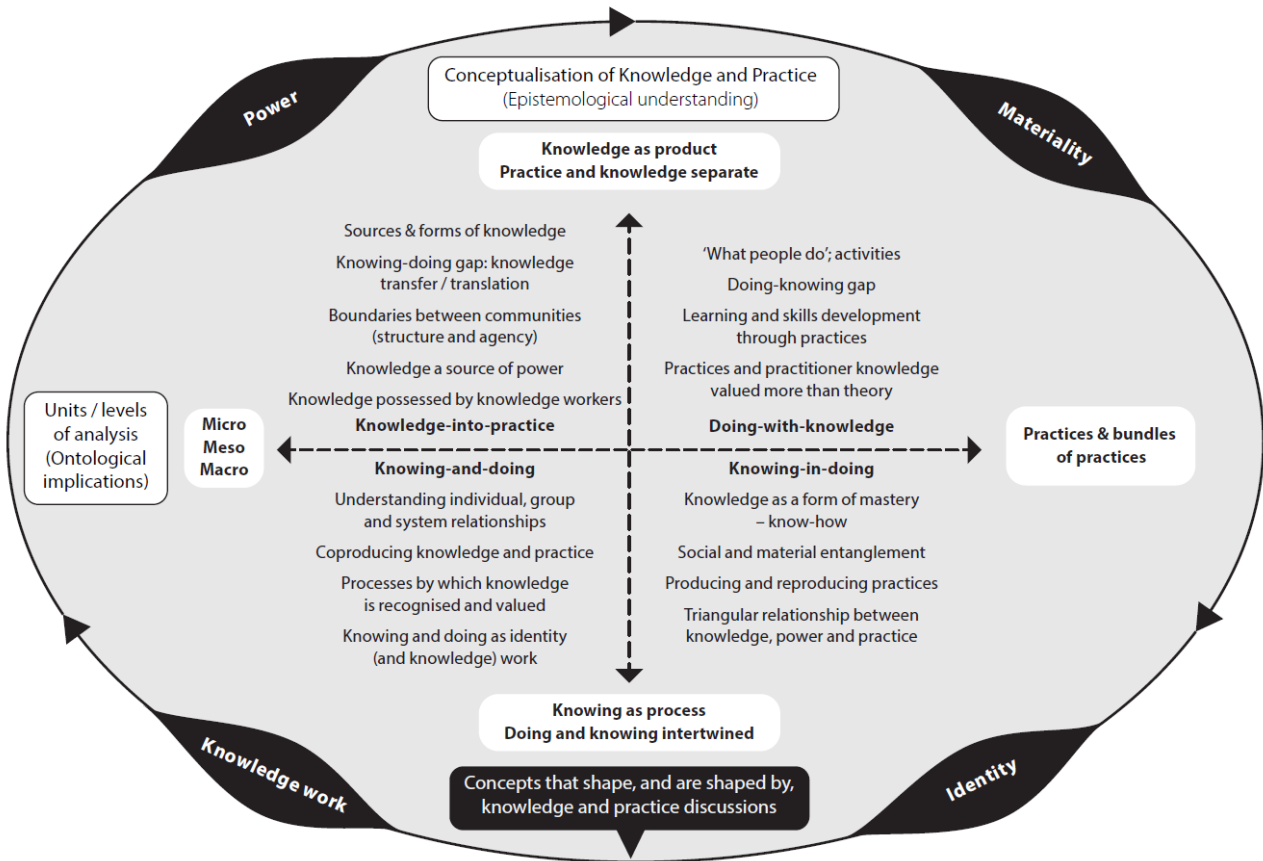 Conceptualisation of Knowledge and Practice
(Epistemological understanding)
Power
Materiality
Knowledge as product
Practice and knowledge separate
Sources & forms of knowledge
Knowing-doing gap: knowledge
transfer / translation
Boundaries between communities
(structure and agency)
Knowledge a source of power
Knowledge possessed by knowledge workers
Knowledge-into-practice
‘What people do’; activities
Doing-knowing gap
Learning and skills development
through practices
Practices and practitioner knowledge
valued more than theory
Doing-with-knowledge
Units / levels
of analysis
(Ontological
implications)
Micro
Meso
Macro
Practices & bundles
of practices
Knowing-and-doing
Understanding individual, group
and system relationships
Coproducing knowledge and practice
Processes by which knowledge
is recognised and valued
Knowing and doing as identity
(and knowledge) work
Knowing-in-doing
Knowledge as a form of mastery
– know-how
Social and material entanglement
Producing and reproducing practices
Triangular relationship between
knowledge, power and practice
Knowing as process
Doing and knowing intertwined
Knowledge work
Identity
Concepts that shape, and are shaped by,
knowledge and practice discussions